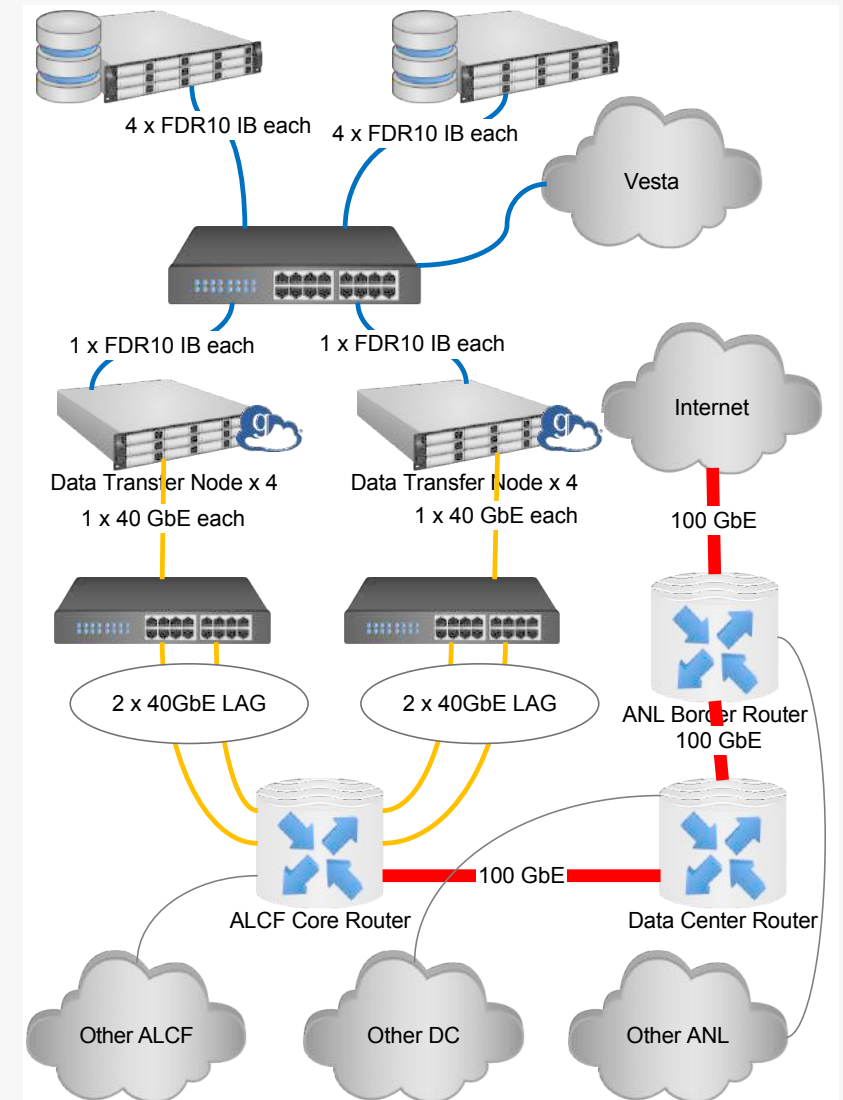 4 x FDR10 IB each
4 x FDR10 IB each
Vesta
1 x FDR10 IB each
1 x FDR10 IB each
Internet
g
g
Data Transfer Node x 4
Data Transfer Node x 4
1 x 40 GbE each
1 x 40 GbE each
100 GbE
2 x 40GbE LAG
2 x 40GbE LAG
ANL Border Router
100 GbE
100 GbE
ALCF Core Router
Data Center Router
Other ALCF
Other DC
Other ANL